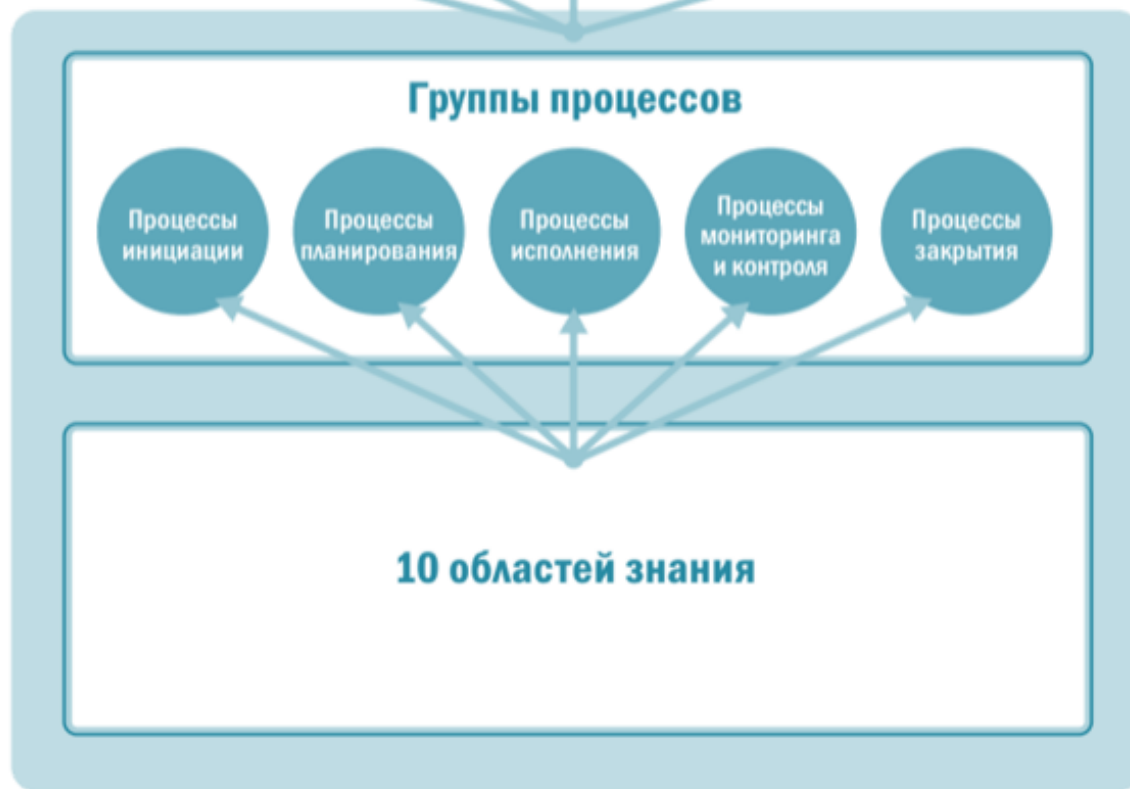 Группы процессов
Процессы
инициации
Процессы
планирования
Процессы
исполнения
Процессы
мониторинга
и контроля
Процессы
закрытия
10 областей знания